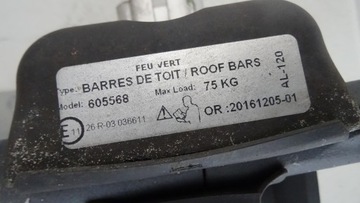 FEU VERT
Type: BARRES DE TOIT / ROOF BARS
Model: 605568 Max Load: 75 KG
AL-120
E 11 26 R-03 036611
OR : 20161205-01